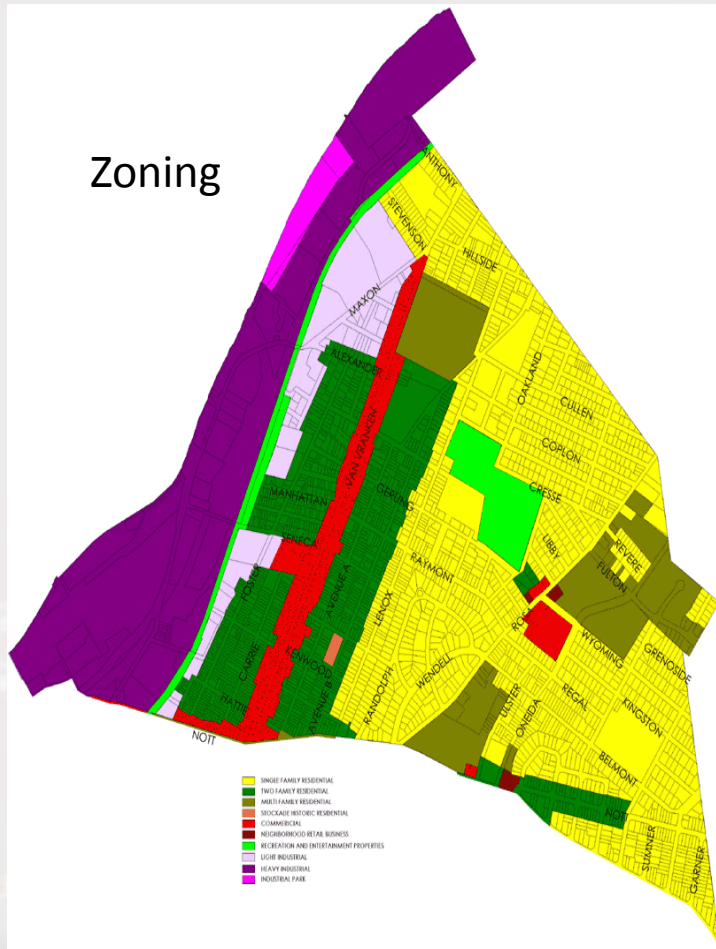 Zoning
ANTHONY
STEVENSON
HILLSIDE
MAXON
ALEXANDER
OAKLAND
CULLEN
VAN VRANKEN
COPLON
MANHATTAN
GERLING
CRESSE
SENECA
LIBBY
RAYMONT
REVERE
FULTON
FOSTER
AVENUE A
LENOX
ROSA
WYOMING
CARRIE
KENWOOD
WENDELL
GRENOSIDE
RANDOLPH
AVENUE B
ULSTER
REGAL
KINGSTON
HATTIE
ONEIDA
NOTT
BELMONT
NOTT
SUMNER
GARNER
SINGLE FAMILY RESIDENTIAL
TWO FAMILY RESIDENTIAL
MULTI FAMILY RESIDENTIAL
STOCKADE HISTORIC RESIDENTIAL
COMMERCIAL
NEIGHBORHOOD RETAIL BUSINESS
RECREATION AND ENTERTAINMENT PROPERTIES
LIGHT INDUSTRIAL
HEAVY INDUSTRIAL
INDUSTRIAL PARK